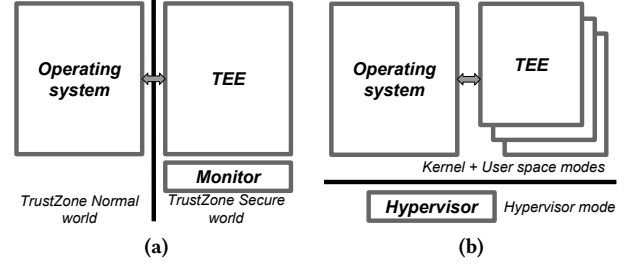 Operating
system
TEE
Monitor
TrustZone Normal
world
TrustZone Secure
world
(a)
Operating
system
TEE
Kernel + User space modes
Hypervisor
Hypervisor mode
(b)